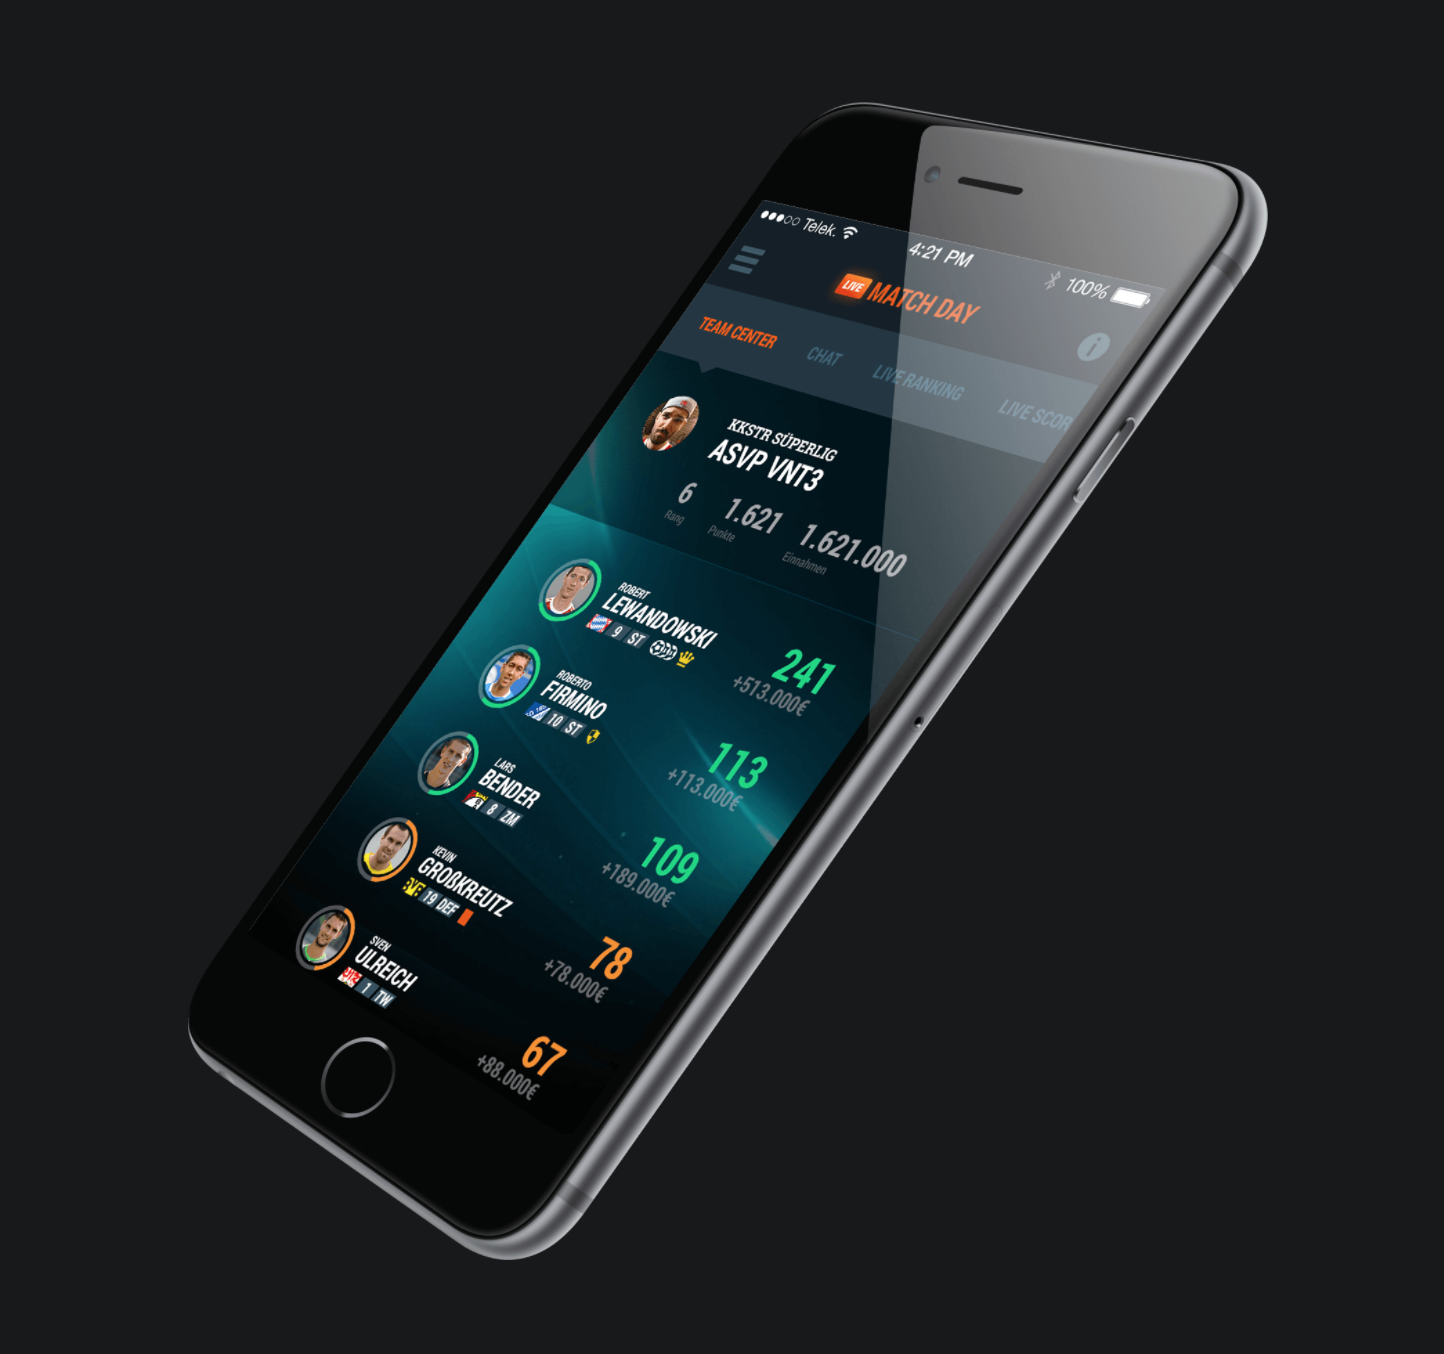 Telek. 4:21 PM 100%
LIVE MATCH DAY
TEAM CENTER CHAT LIVE RANKING LIVE SCOR
KKSTR SÜPERLIG
ASVP VNT3
6 1.621 1.621.000
Rang Punkte Einnahmen
ROBERT
LEWANDOWSKI
9 ST
241
+513.000€
ROBERTO
FIRMINO
10 ST
113
+113.000€
LARS
BENDER
8 ZM
109
+189.000€
KEVIN
GROßKREUTZ
19 DEF
78
+78.000€
SVEN
ULREICH
1 TW
67
+88.000€